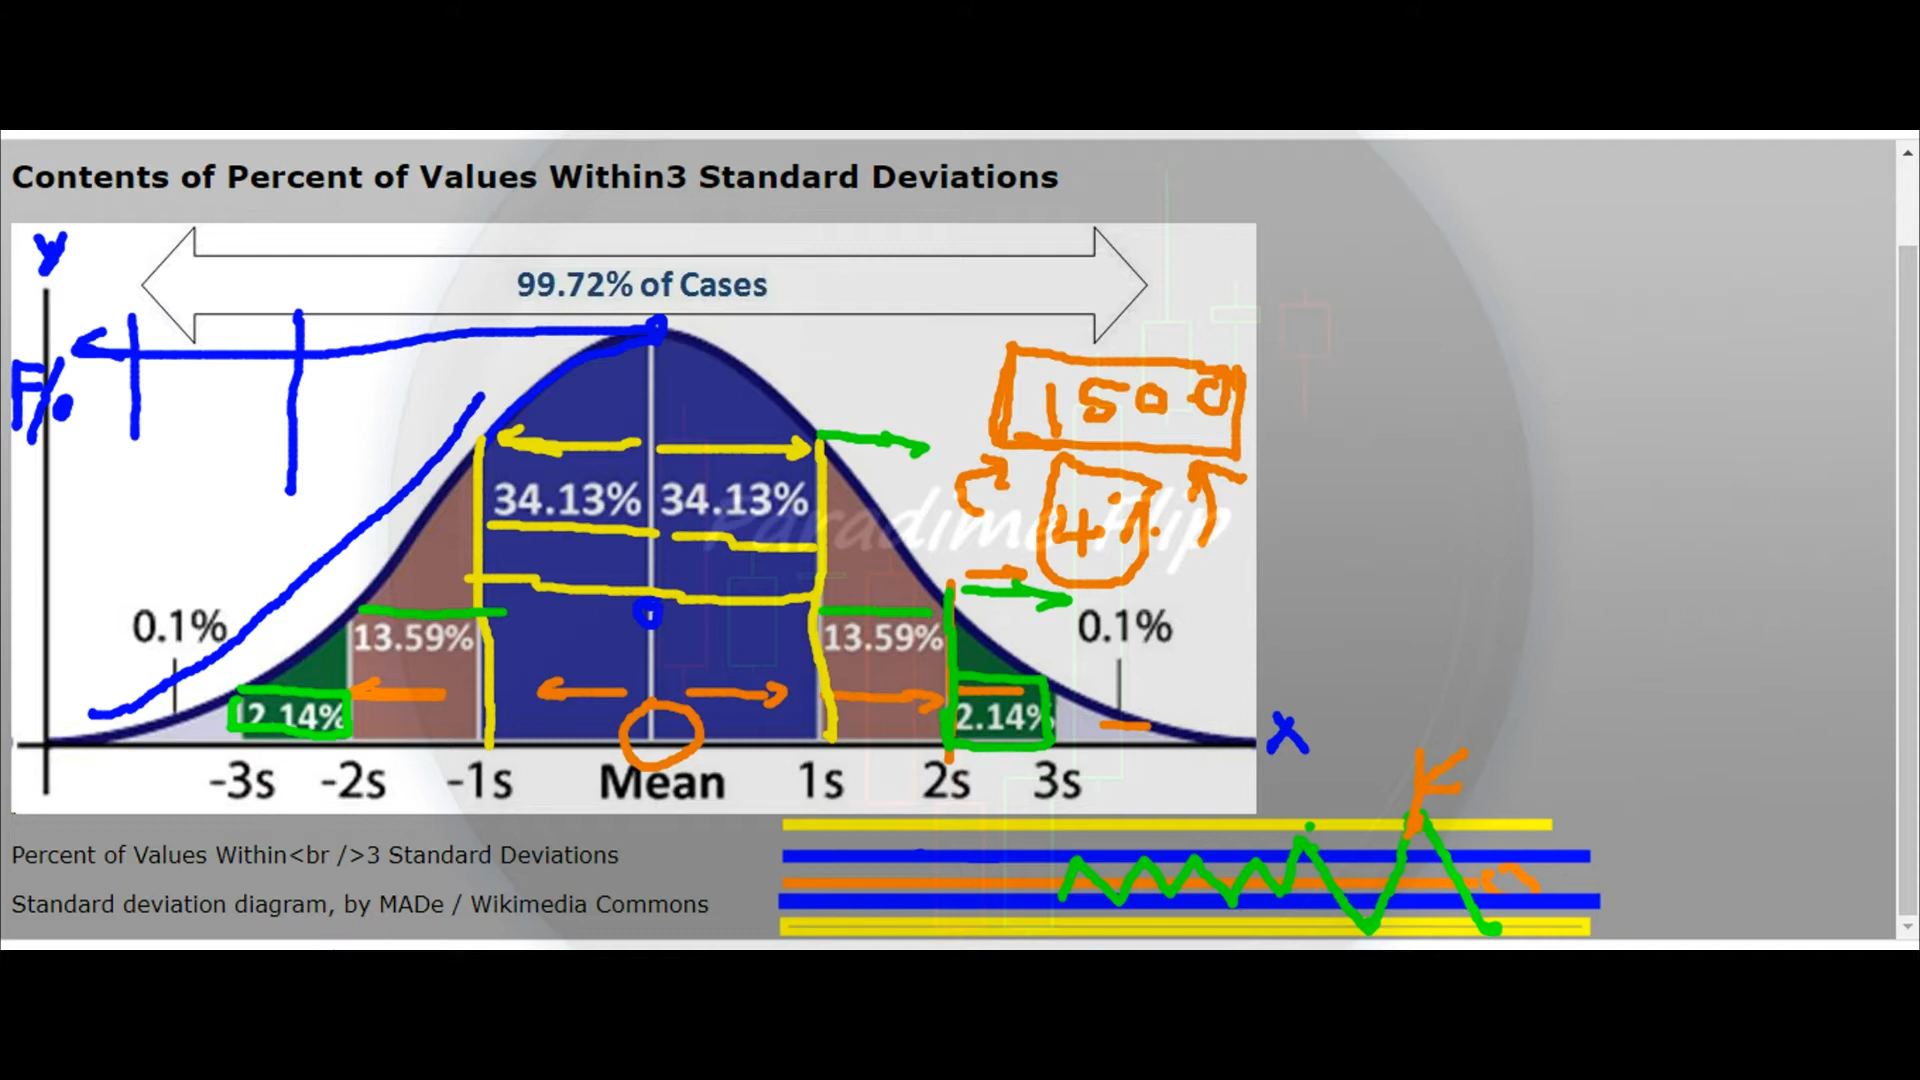 Contents of Percent of Values Within3 Standard Deviations
y
99.72% of Cases
F/.
1500
4%
34.13% 34.13%
Paradime Flip
0.1% 13.59% 13.59% 0.1%
2.14% 2.14%
x
-3s -2s -1s Mean 1s 2s 3s
Percent of Values Within<br />3 Standard Deviations
Standard deviation diagram, by MADe / Wikimedia Commons